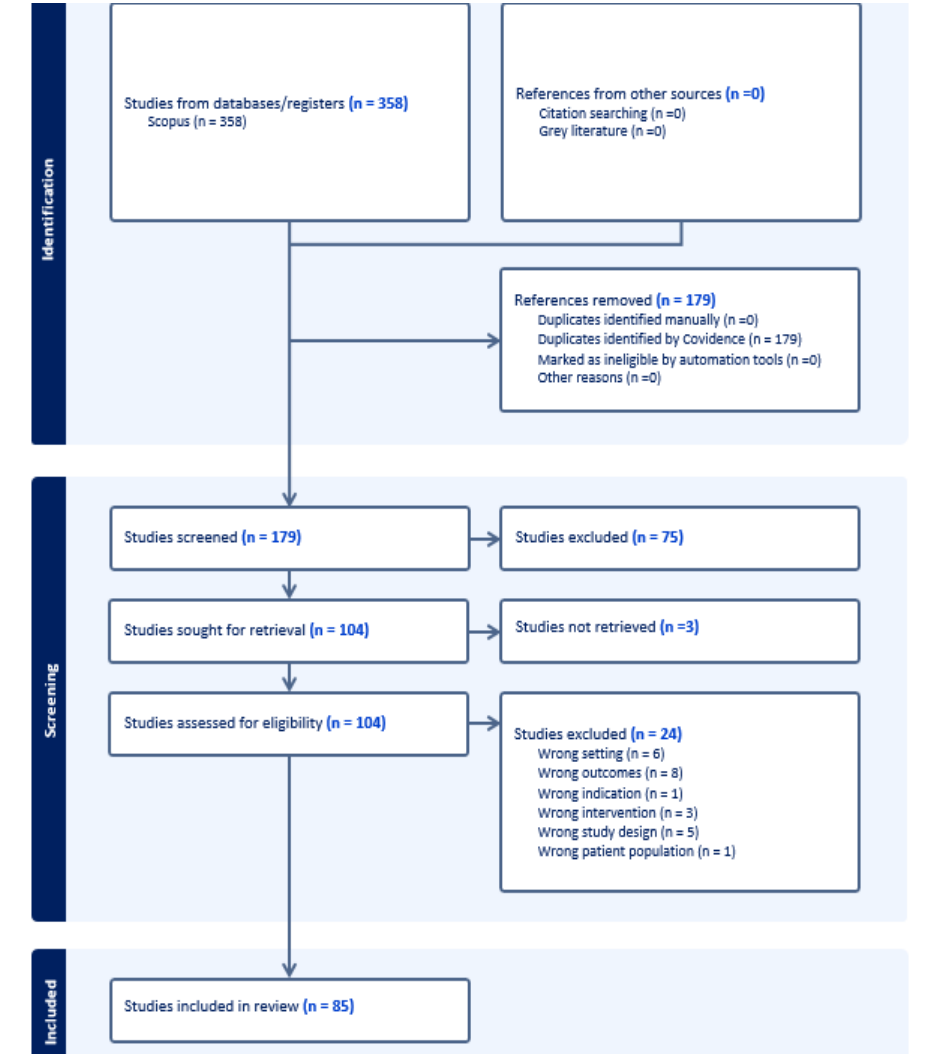 Identification
Studies from databases/registers (n = 358)
Scopus (n = 358)
References from other sources (n =0)
Citation searching (n =0)
Grey literature (n =0)
References removed (n = 179)
Duplicates identified manually (n =0)
Duplicates identified by Covidence (n = 179)
Marked as ineligible by automation tools (n =0)
Other reasons (n =0)
Screening
Studies screened (n = 179)
Studies excluded (n = 75)
Studies sought for retrieval (n = 104)
Studies not retrieved (n =3)
Studies assessed for eligibility (n = 104)
Studies excluded (n = 24)
Wrong setting (n = 6)
Wrong outcomes (n = 8)
Wrong indication (n = 1)
Wrong intervention (n = 3)
Wrong study design (n = 5)
Wrong patient population (n = 1)
Included
Studies included in review (n = 85)